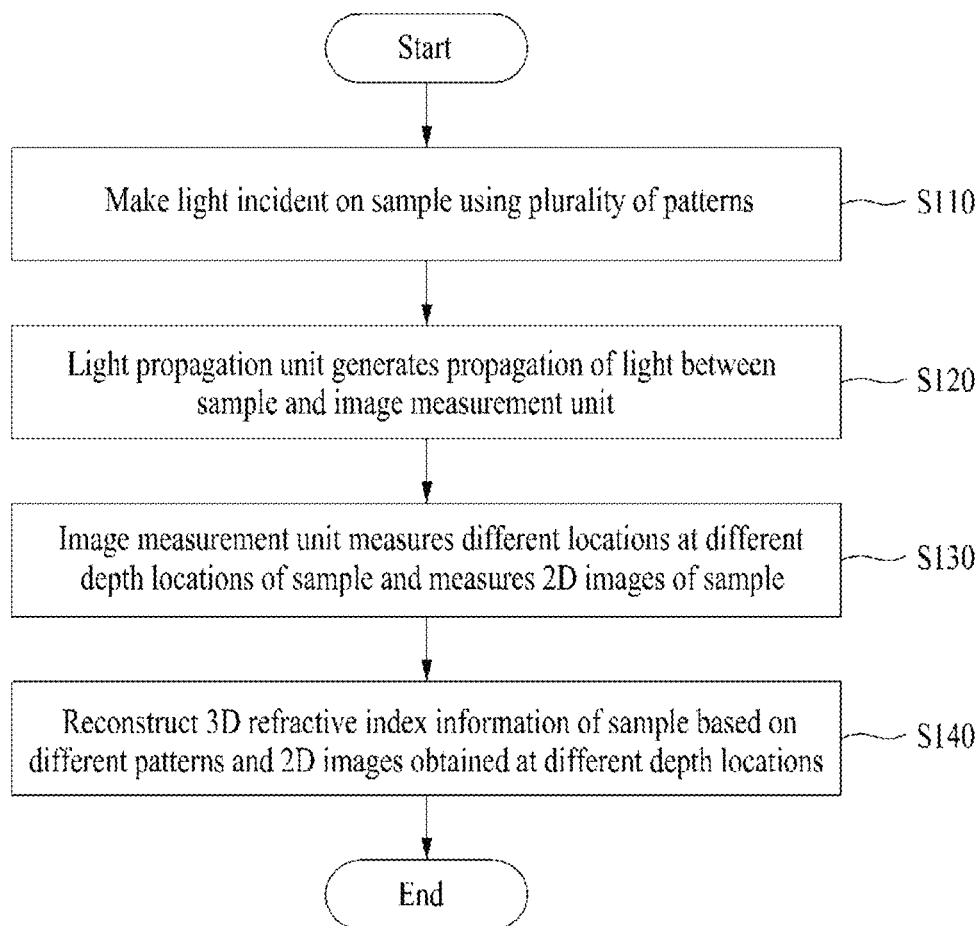 Start
Make light incident on sample using plurality of patterns
S110
Light propagation unit generates propagation of light between
sample and image measurement unit
S120
Image measurement unit measures different locations at different
depth locations of sample and measures 2D images of sample
S130
Reconstruct 3D refractive index information of sample based on
different patterns and 2D images obtained at different depth locations
S140
End